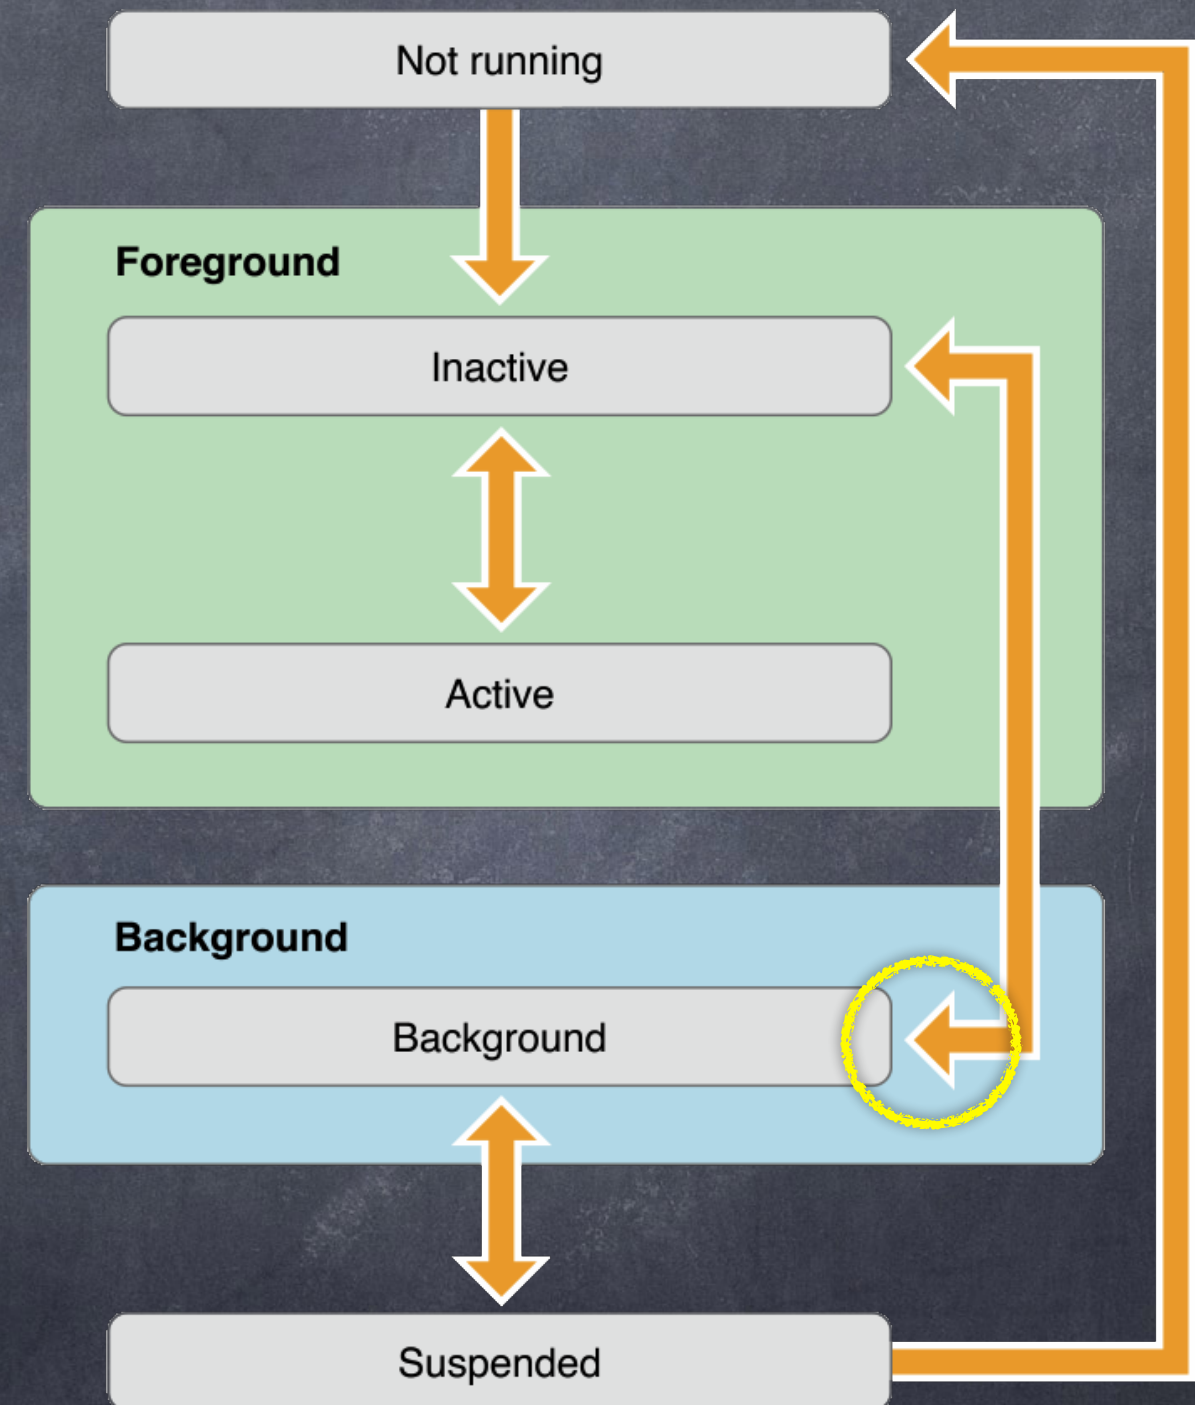 Not running
Foreground
Inactive
Active
Background
Background
Suspended